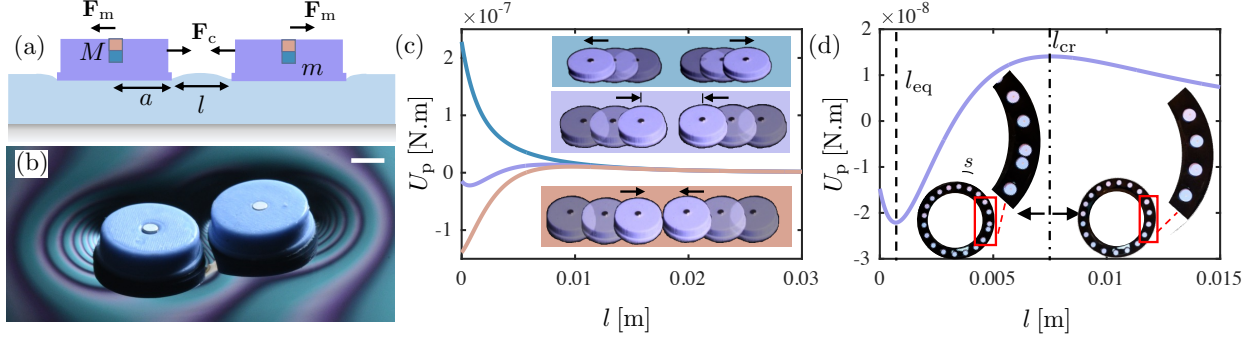 (a)
F_m
F_c
F_m
M
m
a
l
(b)
(c)
×10⁻⁷
2
1
0
-1
U_p [N.m]
0
0.01
0.02
0.03
l [m]
(d)
×10⁻⁸
2
1
0
-1
-2
-3
U_p [N.m]
l_eq
l_cr
s
0
0.005
0.01
0.015
l [m]